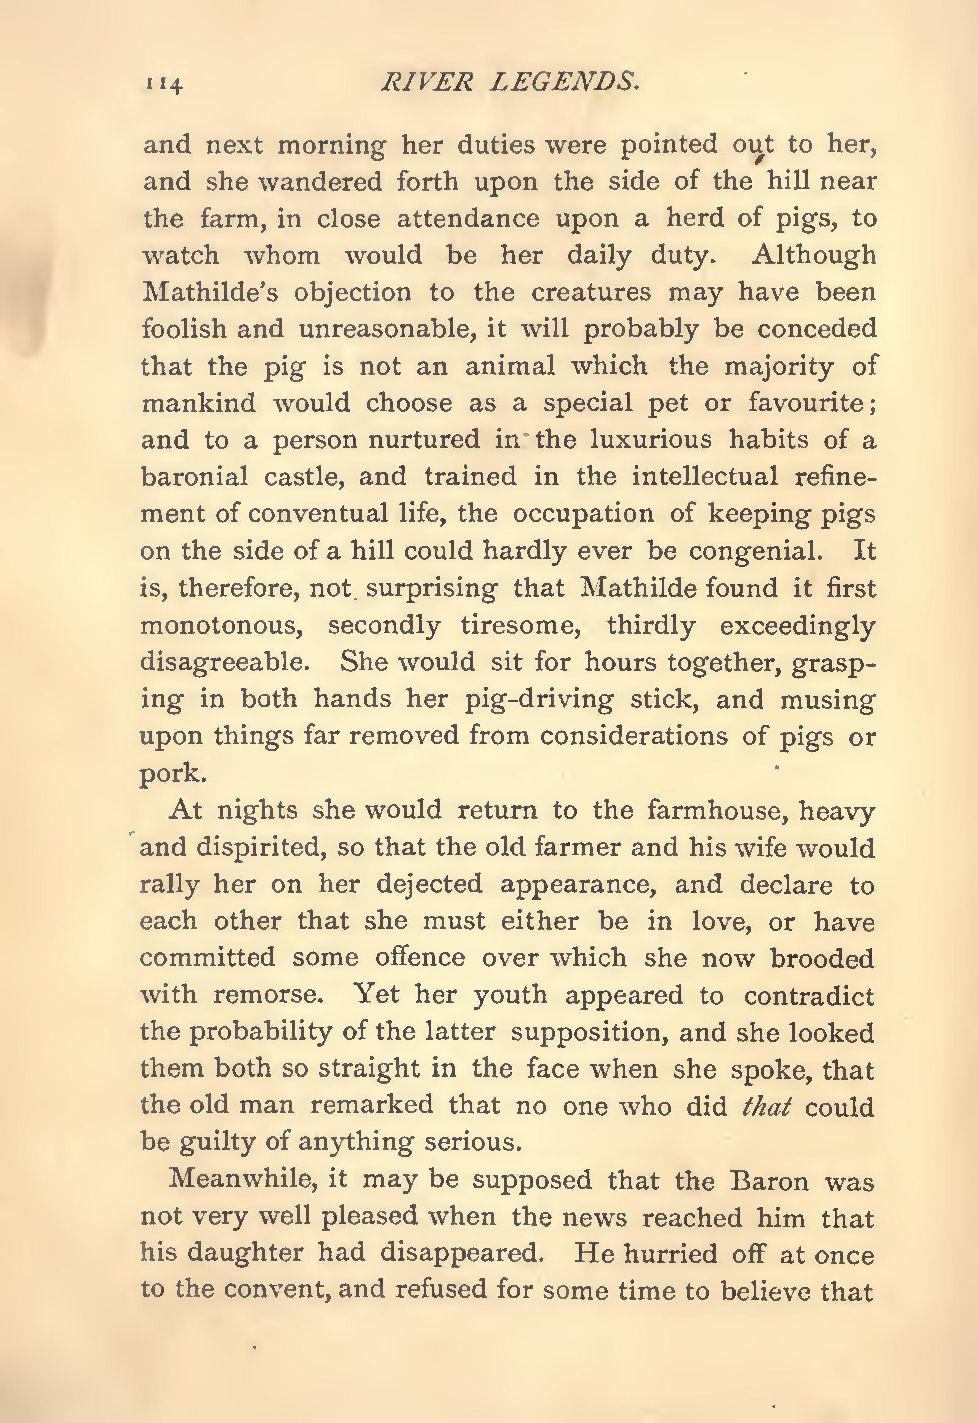 114 RIVER LEGENDS.
and next morning her duties were pointed out to her,
and she wandered forth upon the side of the hill near
the farm, in close attendance upon a herd of pigs, to
watch whom would be her daily duty. Although
Mathilde's objection to the creatures may have been
foolish and unreasonable, it will probably be conceded
that the pig is not an animal which the majority of
mankind would choose as a special pet or favourite;
and to a person nurtured in the luxurious habits of a
baronial castle, and trained in the intellectual refine-
ment of conventual life, the occupation of keeping pigs
on the side of a hill could hardly ever be congenial. It
is, therefore, not surprising that Mathilde found it first
monotonous, secondly tiresome, thirdly exceedingly
disagreeable. She would sit for hours together, grasp-
ing in both hands her pig-driving stick, and musing
upon things far removed from considerations of pigs or
pork.
At nights she would return to the farmhouse, heavy
and dispirited, so that the old farmer and his wife would
rally her on her dejected appearance, and declare to
each other that she must either be in love, or have
committed some offence over which she now brooded
with remorse. Yet her youth appeared to contradict
the probability of the latter supposition, and she looked
them both so straight in the face when she spoke, that
the old man remarked that no one who did that could
be guilty of anything serious.
Meanwhile, it may be supposed that the Baron was
not very well pleased when the news reached him that
his daughter had disappeared. He hurried off at once
to the convent, and refused for some time to believe that